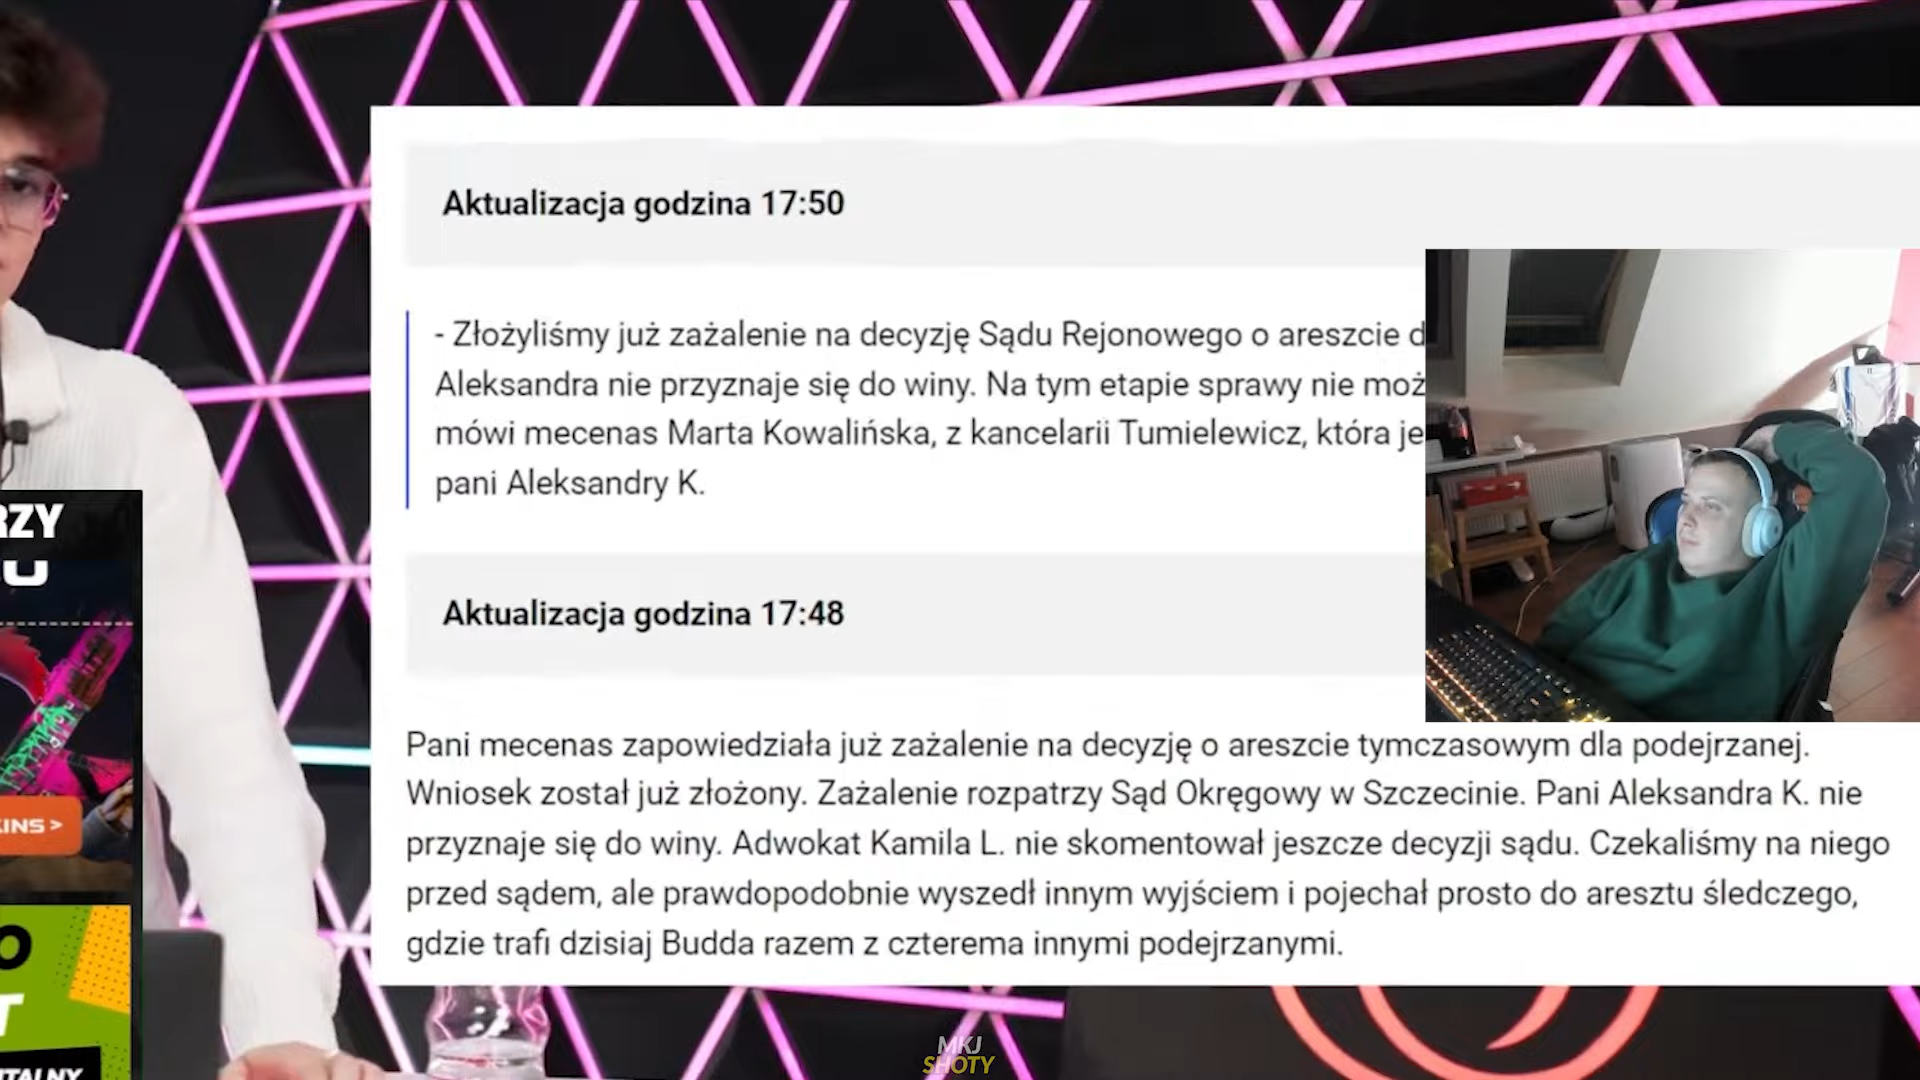 Aktualizacja godzina 17:50
- Złożyliśmy już zażalenie na decyzję Sądu Rejonowego o areszcie
Aleksandra nie przyznaje się do winy. Na tym etapie sprawy nie
mówi mecenas Marta Kowalińska, z kancelarii Tumielewicz, która
pani Aleksandry K.
Aktualizacja godzina 17:48
Pani mecenas zapowiedziała już zażalenie na decyzję o areszcie tymczasowym dla podejrzanej.
Wniosek został już złożony. Zażalenie rozpatrzy Sąd Okręgowy w Szczecinie. Pani Aleksandra K. nie
przyznaje się do winy. Adwokat Kamila L. nie skomentował jeszcze decyzji sądu. Czekaliśmy na niego
przed sądem, ale prawdopodobnie wyszedł innym wyjściem i pojechał prosto do aresztu śledczego,
gdzie trafi dzisiaj Budda razem z czterema innymi podejrzanymi.
MKJ
SHOTY